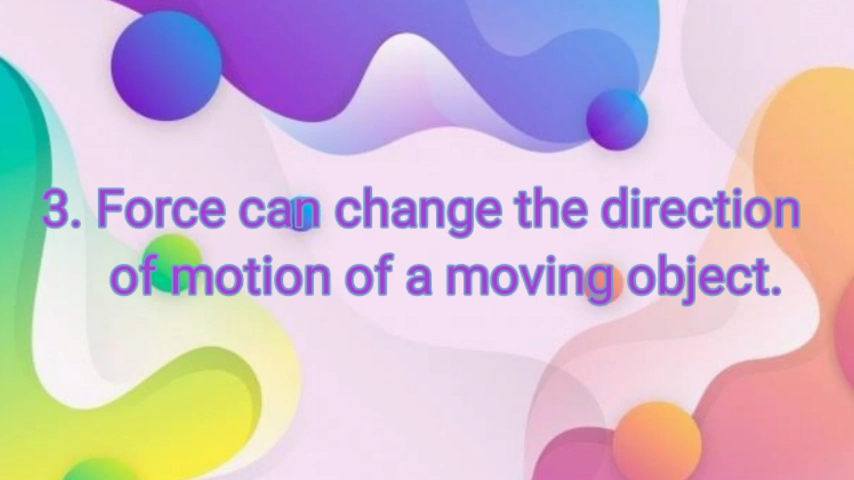 3. Force can change the direction
of motion of a moving object.